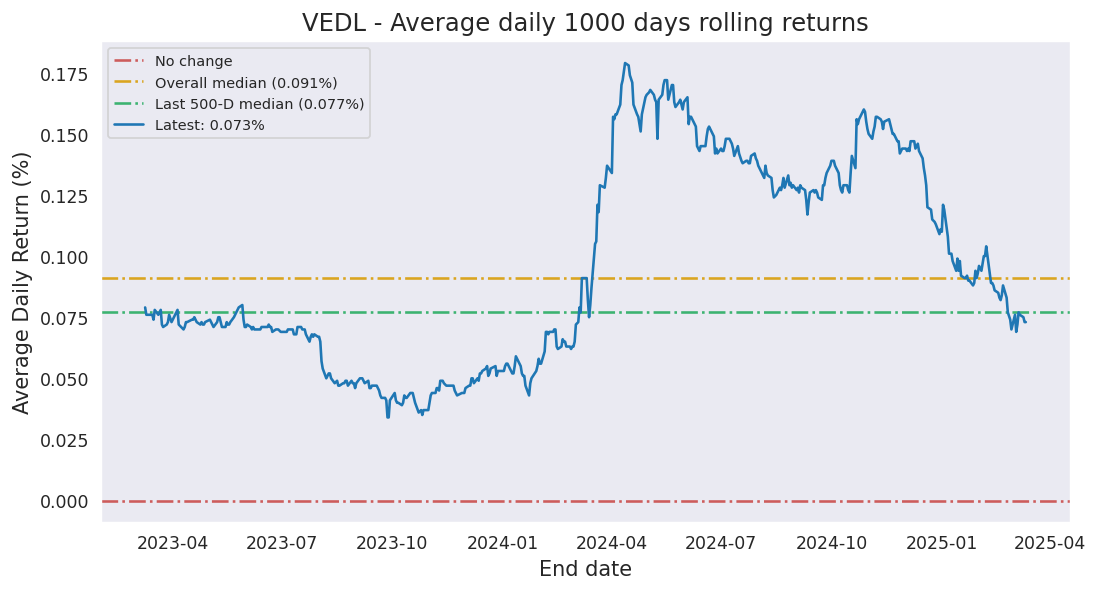 VEDL - Average daily 1000 days rolling returns
No change
Overall median (0.091%)
Last 500-D median (0.077%)
Latest: 0.073%
Average Daily Return (%)
0.175
0.150
0.125
0.100
0.075
0.050
0.025
0.000
2023-04 2023-07 2023-10 2024-01 2024-04 2024-07 2024-10 2025-01 2025-04
End date